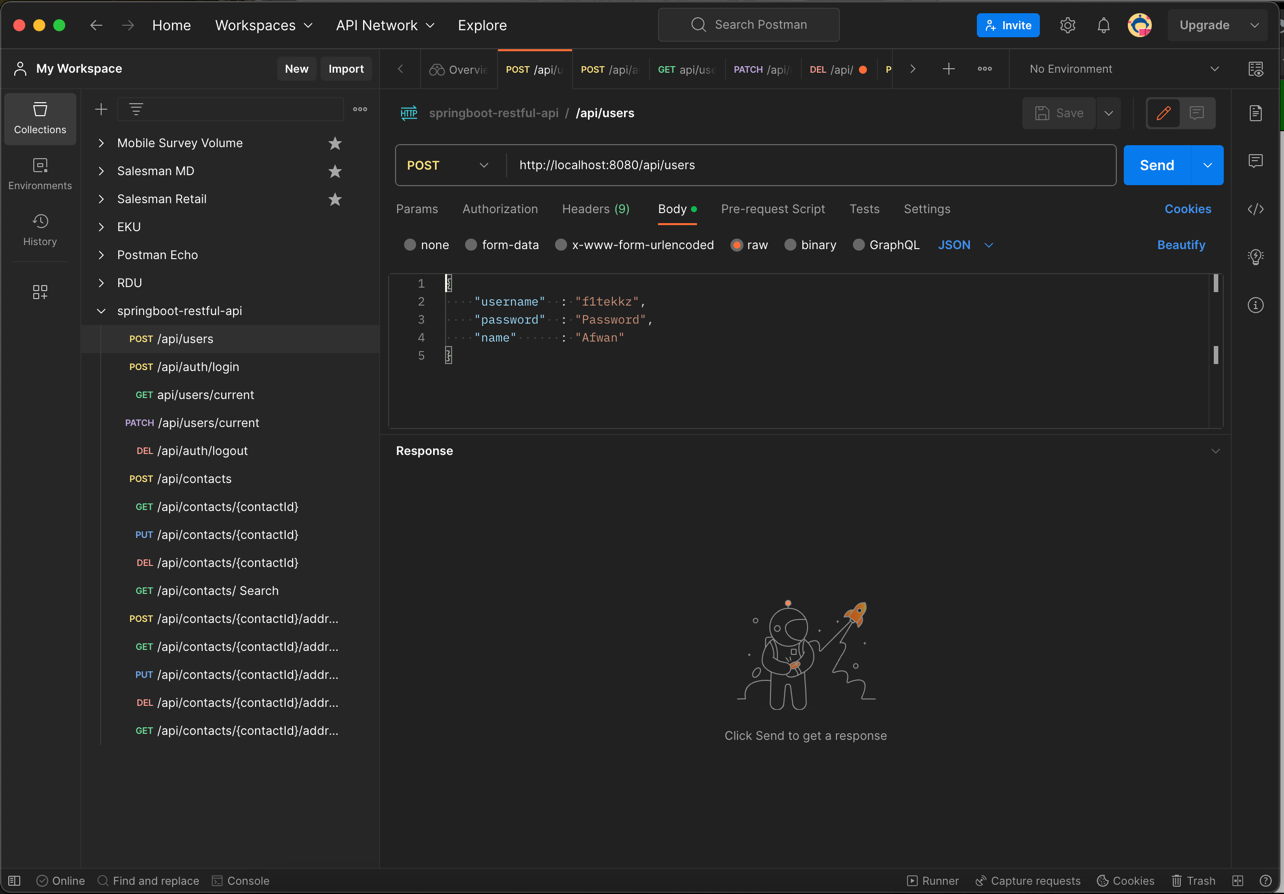 Home Workspaces API Network Explore Search Postman Invite Upgrade
My Workspace New Import Overvi POST /api/u POST /api/a GET api/us PATCH /api/ DEL /api/ P No Environment
Collections
Environments
History
Mobile Survey Volume
Salesman MD
Salesman Retail
EKU
Postman Echo
RDU
springboot-restful-api
POST /api/users
POST /api/auth/login
GET api/users/current
PATCH /api/users/current
DEL /api/auth/logout
POST /api/contacts
GET /api/contacts/{contactId}
PUT /api/contacts/{contactId}
DEL /api/contacts/{contactId}
GET /api/contacts/ Search
POST /api/contacts/{contactId}/addr...
GET /api/contacts/{contactId}/addr...
PUT /api/contacts/{contactId}/addr...
DEL /api/contacts/{contactId}/addr...
GET /api/contacts/{contactId}/addr...
HTTP springboot-restful-api / /api/users Save
POST http://localhost:8080/api/users Send
Params Authorization Headers (9) Body Pre-request Script Tests Settings Cookies
none form-data x-www-form-urlencoded raw binary GraphQL JSON Beautify
1 {
2 "username" : "f1tekkz",
3 "password" : "Password",
4 "name" : "Afwan"
5 }
Response
Click Send to get a response
Online Find and replace Console Runner Capture requests Cookies Trash